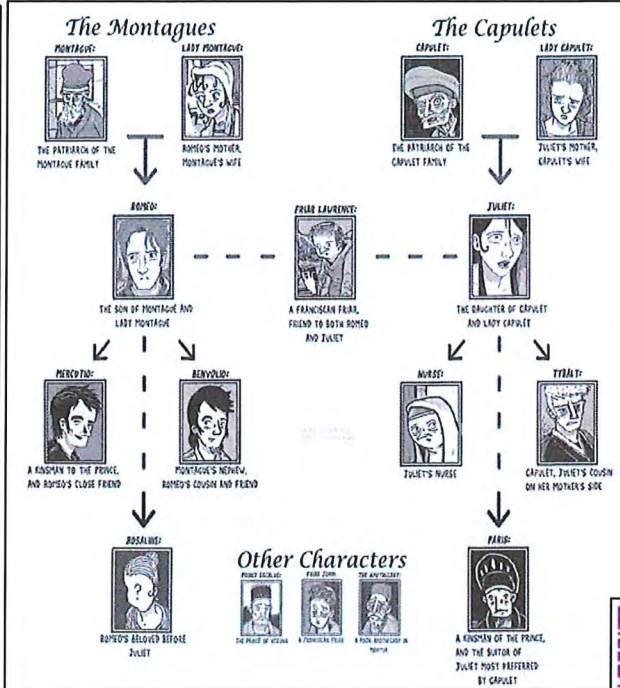 The Montagues
The Capulets
MONTAGUE:
LADY MONTAGUE:
CAPULET:
LADY CAPULET:
THE PATRIARCH OF THE
MONTAGUE FAMILY
ROMEO'S MOTHER,
MONTAGUE'S WIFE
THE PATRIARCH OF THE
CAPULET FAMILY
JULIET'S MOTHER,
CAPULET'S WIFE
ROMEO:
FRIAR LAWRENCE:
JULIET:
THE SON OF MONTAGUE AND
LADY MONTAGUE
A FRANCISCAN FRIAR,
FRIEND TO BOTH ROMEO
AND JULIET
THE DAUGHTER OF CAPULET
AND LADY CAPULET
MERCUTIO:
BENVOLIO:
NURSE:
TYBALT:
A KINSMAN TO THE PRINCE,
AND ROMEO'S CLOSE FRIEND
MONTAGUE'S NEPHEW,
ROMEO'S COUSIN AND FRIEND
JULIET'S NURSE
CAPULET, JULIET'S COUSIN
ON HER MOTHER'S SIDE
ROSALINE:
PARIS:
?
Other Characters
PRINCE ESCALUS:
FRIAR JOHN:
THE APOTHECARY:
THE PRINCE OF VERONA
A FRANCISCAN FRIAR
A POOR APOTHECARY IN
MANTUA
ROMEO'S BELOVED BEFORE
JULIET
A KINSMAN OF THE PRINCE,
AND THE SUITOR OF
JULIET MOST PREFERRED
BY CAPULET